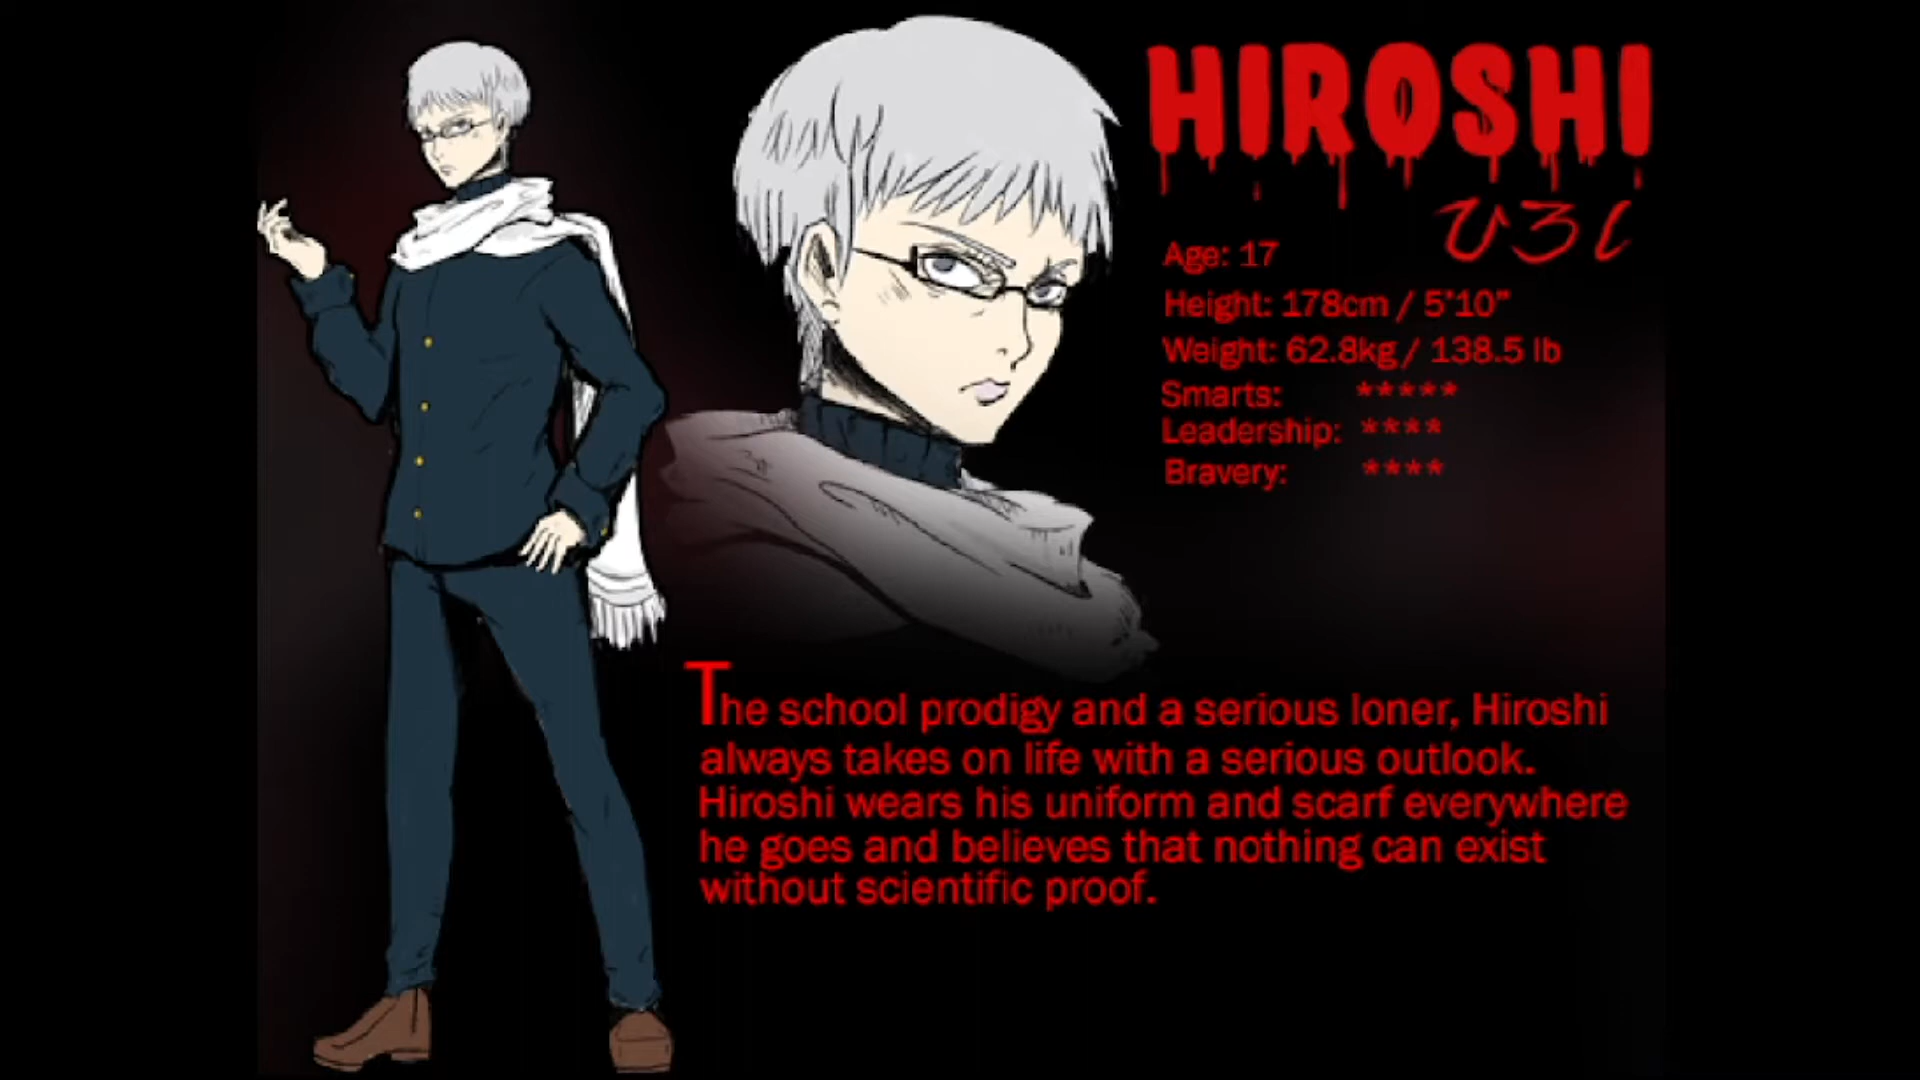 HIROSHI
ひろし
Age: 17
Height: 178cm / 5'10"
Weight: 62.8kg / 138.5 lb
Smarts: *****
Leadership: ****
Bravery: ****
The school prodigy and a serious loner, Hiroshi
always takes on life with a serious outlook.
Hiroshi wears his uniform and scarf everywhere
he goes and believes that nothing can exist
without scientific proof.